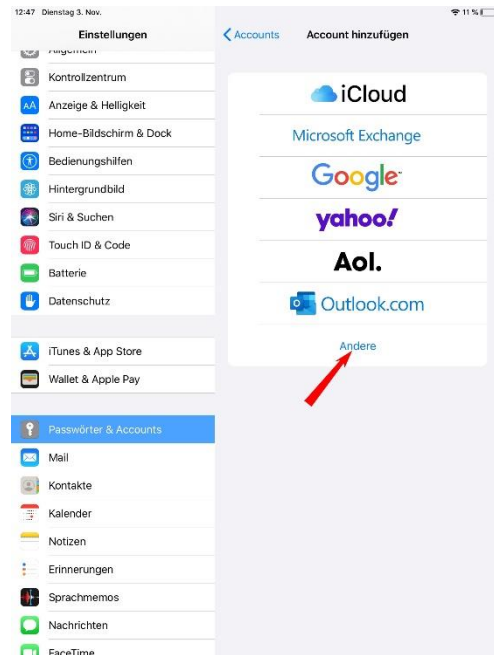 12:47 Dienstag 3. Nov.
11 %
Einstellungen
Accounts
Account hinzufügen
Allgemein
Kontrollzentrum
AA
Anzeige & Helligkeit
Home-Bildschirm & Dock
Bedienungshilfen
Hintergrundbild
Siri & Suchen
Touch ID & Code
Batterie
Datenschutz
iTunes & App Store
Wallet & Apple Pay
Passwörter & Accounts
Mail
Kontakte
Kalender
Notizen
Erinnerungen
Sprachmemos
Nachrichten
FaceTime
iCloud
Microsoft Exchange
Google
yahoo!
Aol.
Outlook.com
Andere